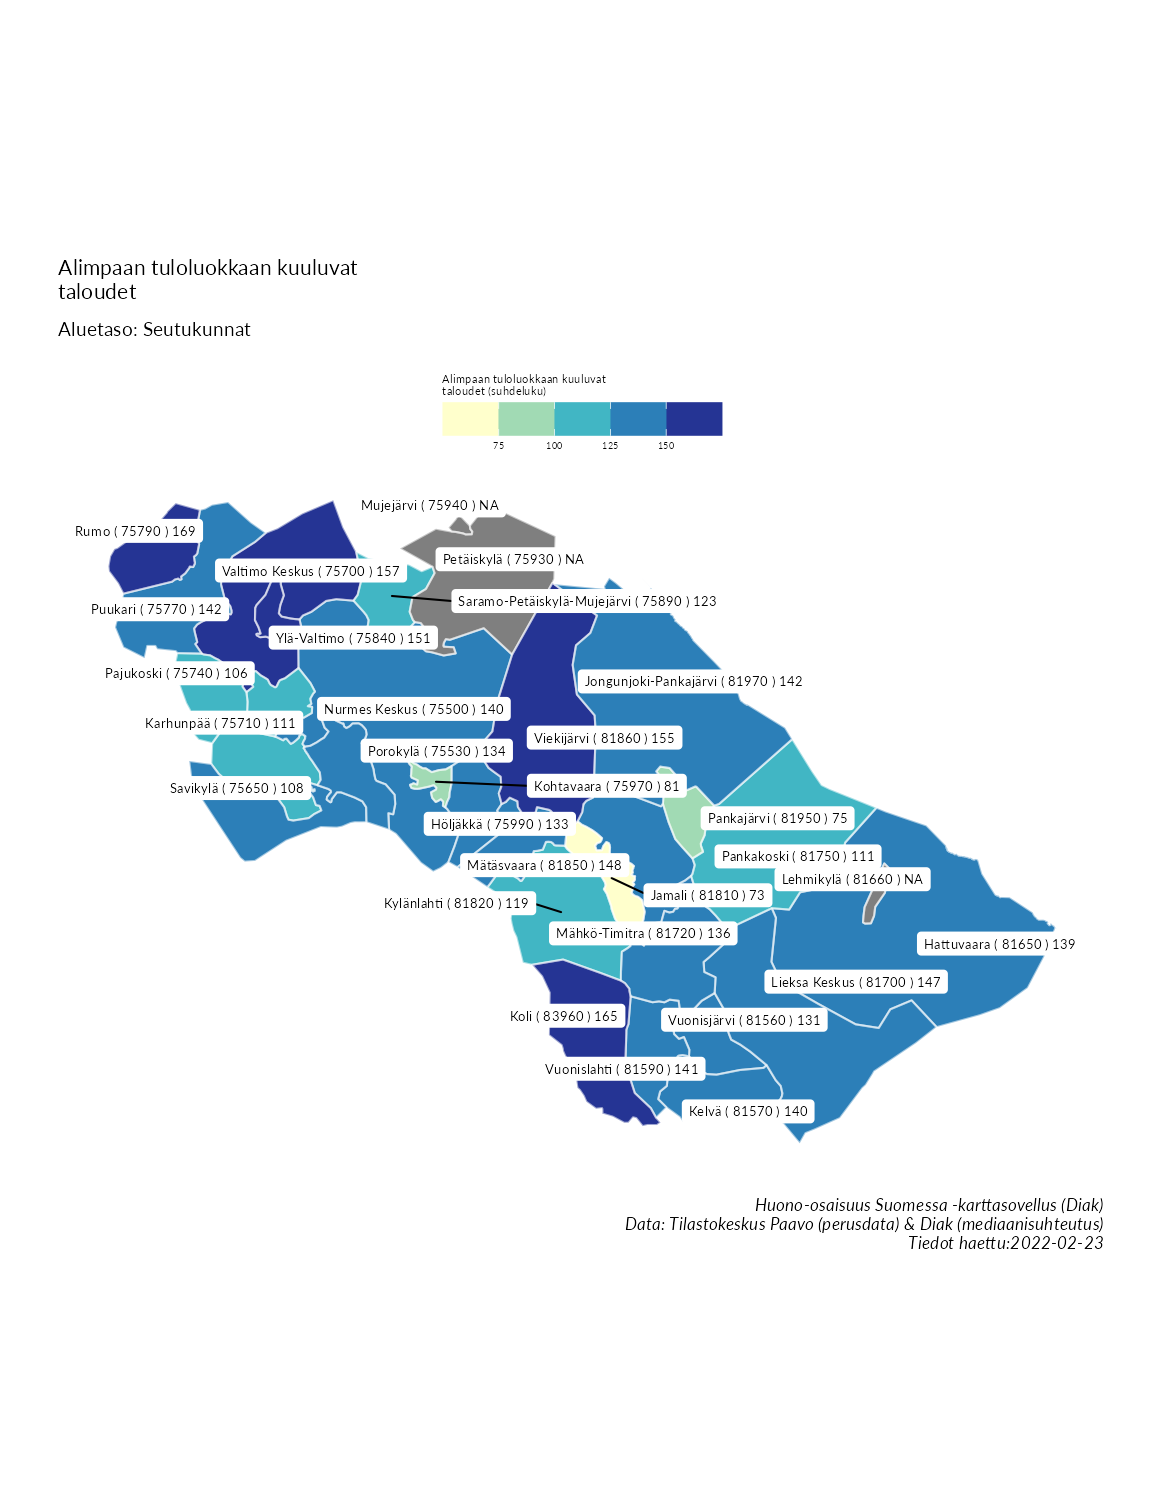 Alimpaan tuloluokkaan kuuluvat
taloudet
Aluetaso: Seutukunnat
Alimpaan tuloluokkaan kuuluvat
taloudet (suhdeluku)
75 100 125 150
Mujejärvi ( 75940 ) NA
Rumo ( 75790 ) 169
Petäiskylä ( 75930 ) NA
Valtimo Keskus ( 75700 ) 157
Saramo-Petäiskylä-Mujejärvi ( 75890 ) 123
Puukari ( 75770 ) 142
Ylä-Valtimo ( 75840 ) 151
Pajukoski ( 75740 ) 106
Jongunjoki-Pankajärvi ( 81970 ) 142
Nurmes Keskus ( 75500 ) 140
Karhunpää ( 75710 ) 111
Viekijärvi ( 81860 ) 155
Porokylä ( 75530 ) 134
Kohtavaara ( 75970 ) 81
Savikylä ( 75650 ) 108
Pankajärvi ( 81950 ) 75
Höljäkkä ( 75990 ) 133
Pankakoski ( 81750 ) 111
Mätäsvaara ( 81850 ) 148
Lehmikylä ( 81660 ) NA
Jamali ( 81810 ) 73
Kylänlahti ( 81820 ) 119
Mähkö-Timitra ( 81720 ) 136
Hattuvaara ( 81650 ) 139
Lieksa Keskus ( 81700 ) 147
Koli ( 83960 ) 165
Vuonisjärvi ( 81560 ) 131
Vuonislahti ( 81590 ) 141
Kelvä ( 81570 ) 140
Huono-osaisuus Suomessa -karttasovellus (Diak)
Data: Tilastokeskus Paavo (perusdata) & Diak (mediaanisuhteutus)
Tiedot haettu:2022-02-23